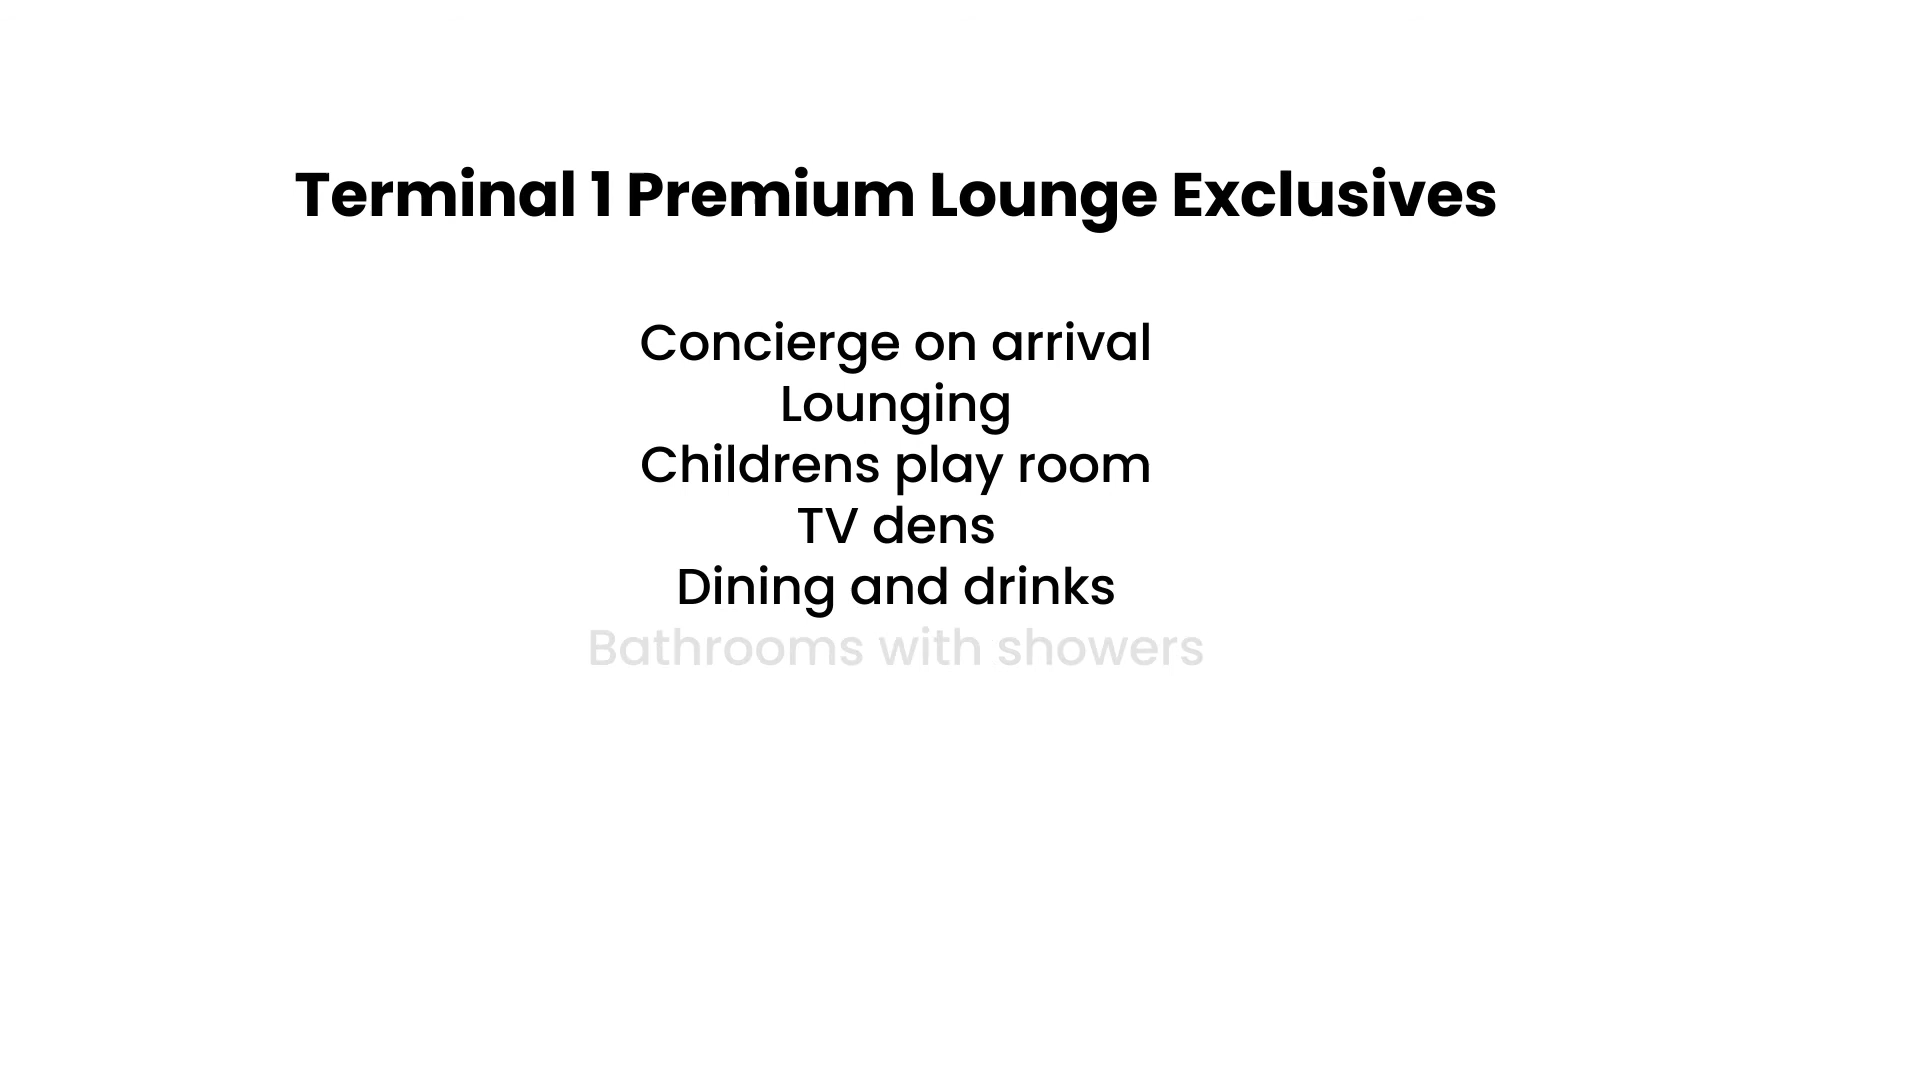 Terminal 1 Premium Lounge Exclusives
Concierge on arrival
Lounging
Childrens play room
TV dens
Dining and drinks
Bathrooms with showers